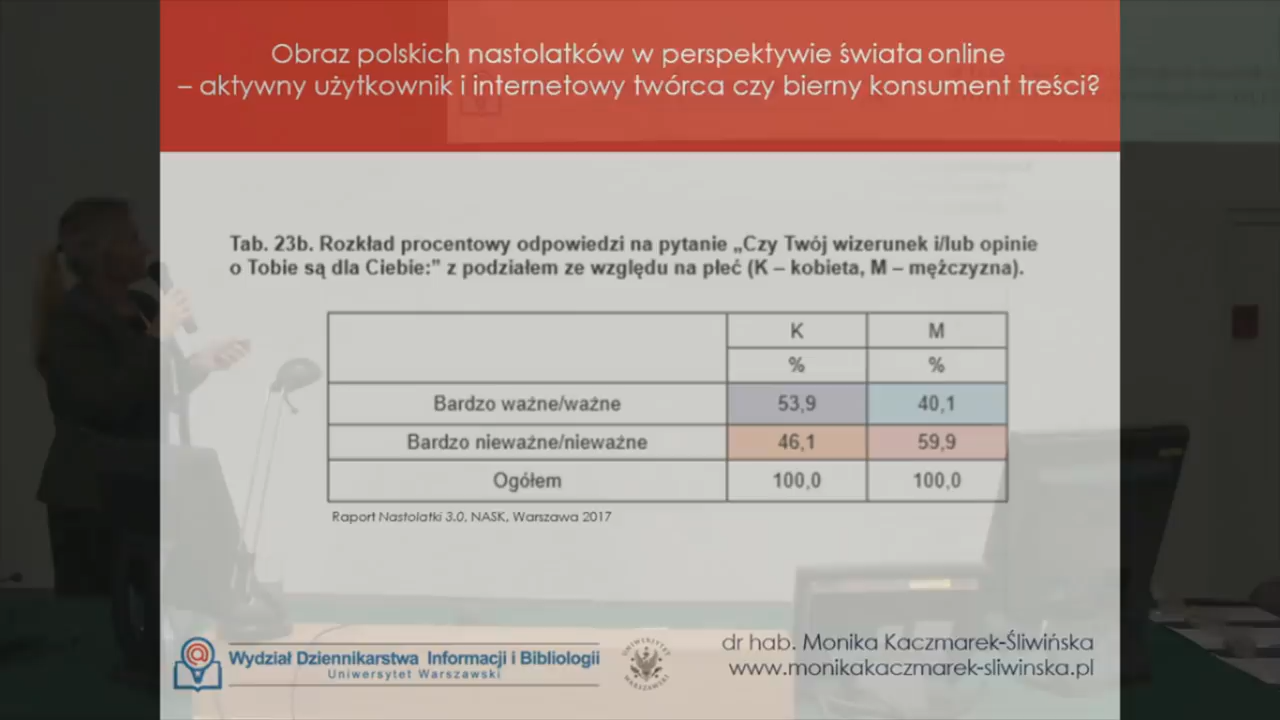 Obraz polskich nastolatków w perspektywie świata online
– aktywny użytkownik i internetowy twórca czy bierny konsument treści?
Tab. 23b. Rozkład procentowy odpowiedzi na pytanie „Czy Twój wizerunek i/lub opinie
o Tobie są dla Ciebie:” z podziałem ze względu na płeć (K – kobieta, M – mężczyzna).
K M
% %
Bardzo ważne/ważne 53,9 40,1
Bardzo nieważne/nieważne 46,1 59,9
Ogółem 100,0 100,0
Raport Nastolatki 3.0, NASK, Warszawa 2017
Wydział Dziennikarstwa Informacji i Bibliologii
Uniwersytet Warszawski
UNIWERSYTET
WARSZAWSKI
dr hab. Monika Kaczmarek-Śliwińska
www.monikakaczmarek-sliwinska.pl